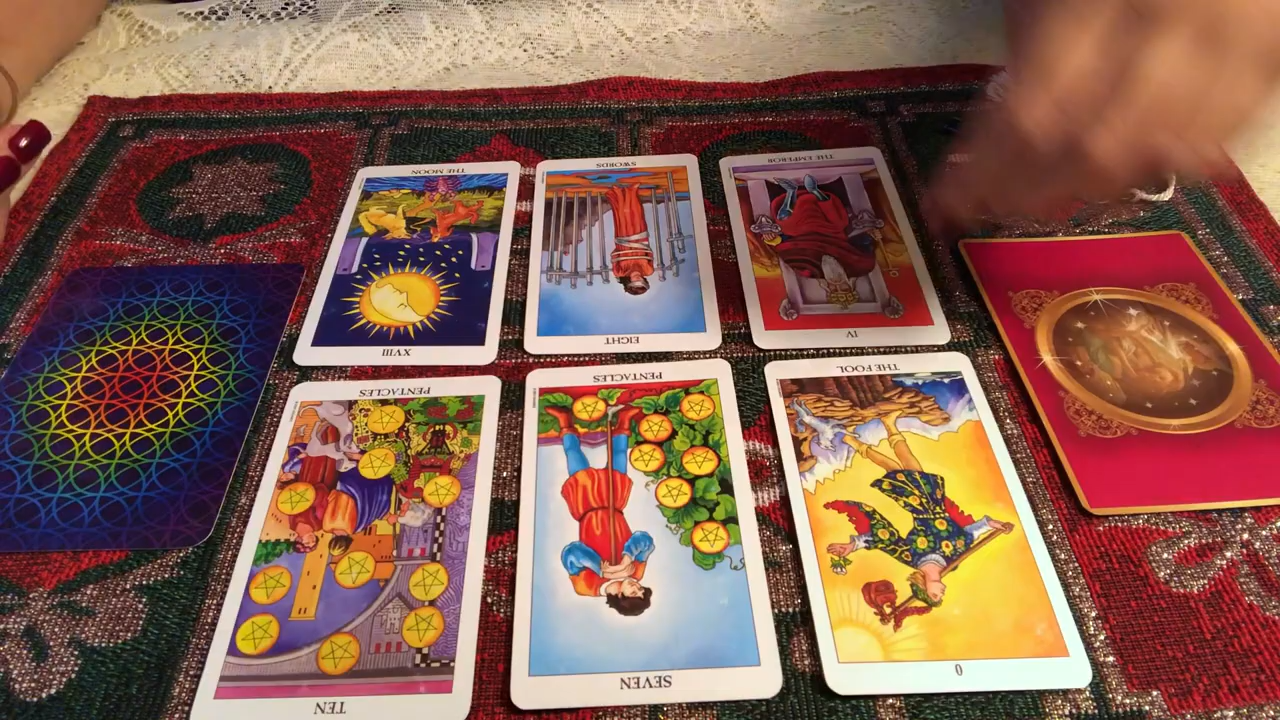 THE MOON
XVIII
SWORDS
EIGHT
THE EMPEROR
IV
PENTACLES
TEN
PENTACLES
SEVEN
THE FOOL
0